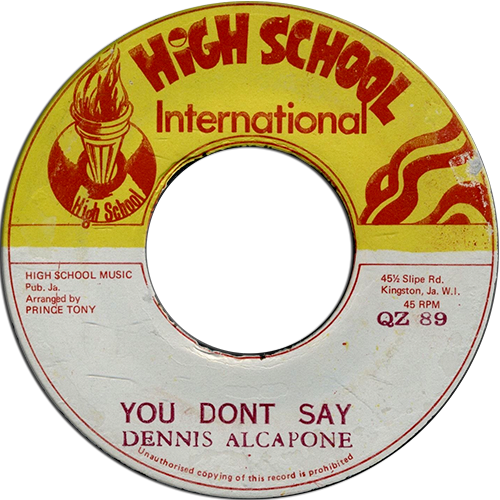 HiGH SCHOOL
International
High School
HIGH SCHOOL MUSIC
Pub. Ja.
Arranged by
PRINCE TONY
45½ Slipe Rd.
Kingston, Ja. W.I.
45 RPM
QZ 89
YOU DONT SAY
DENNIS ALCAPONE
Unauthorised copying of this record is prohibited